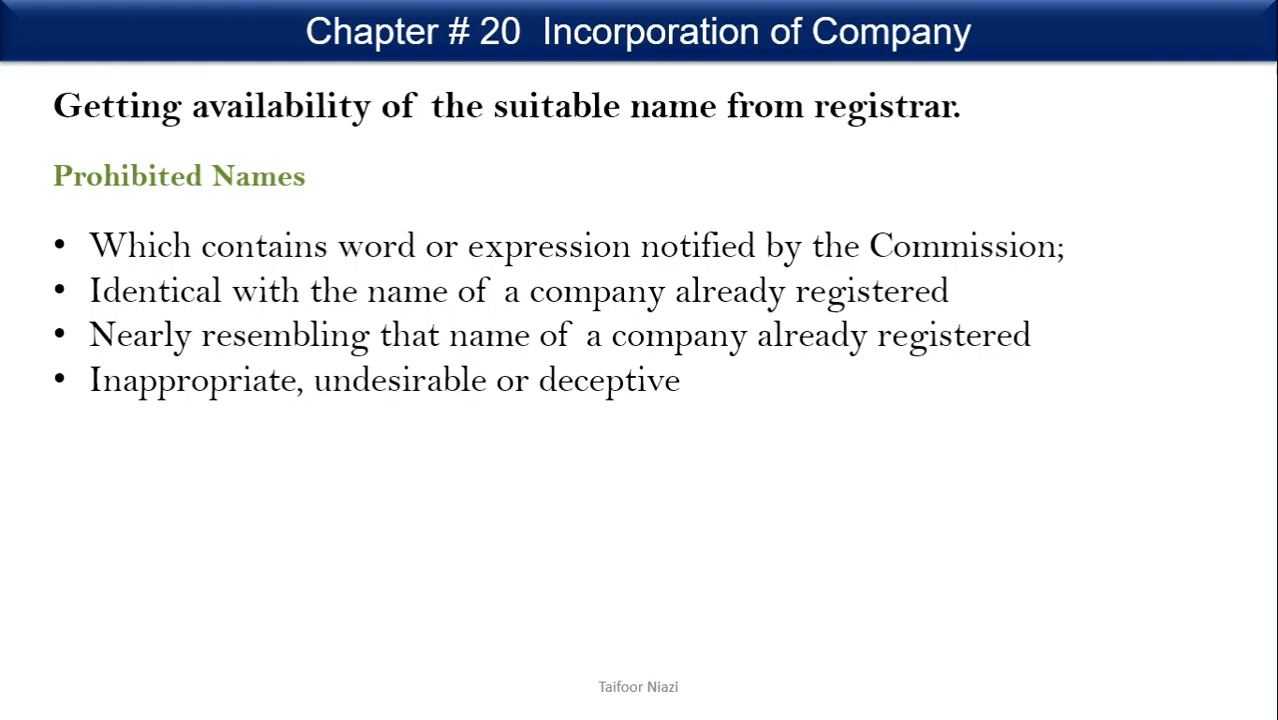 Chapter # 20  Incorporation of Company
Getting availability of the suitable name from registrar.
Prohibited Names
• Which contains word or expression notified by the Commission;
• Identical with the name of a company already registered
• Nearly resembling that name of a company already registered
• Inappropriate, undesirable or deceptive
Taifoor Niazi